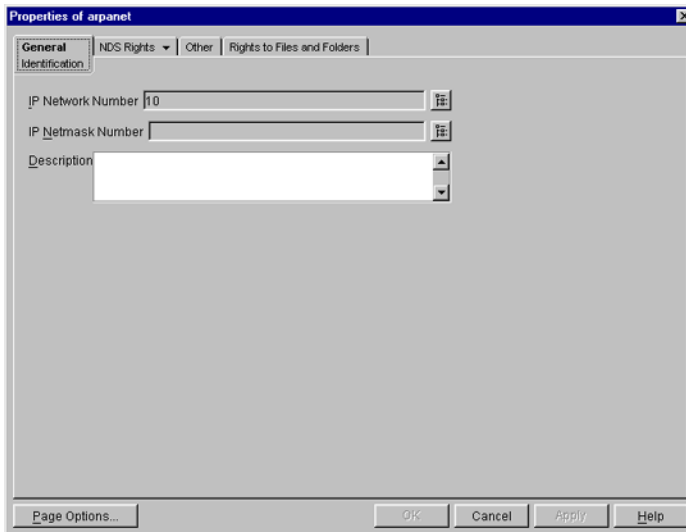 Properties of arpanet
General NDS Rights Other Rights to Files and Folders
Identification
IP Network Number 10
IP Netmask Number
Description
Page Options... OK Cancel Apply Help